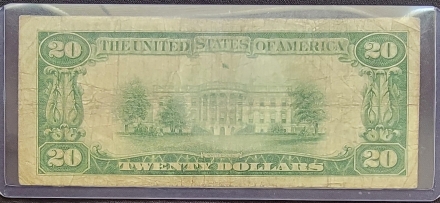 20 THE UNITED STATES OF AMERICA 20
20 TWENTY DOLLARS 20